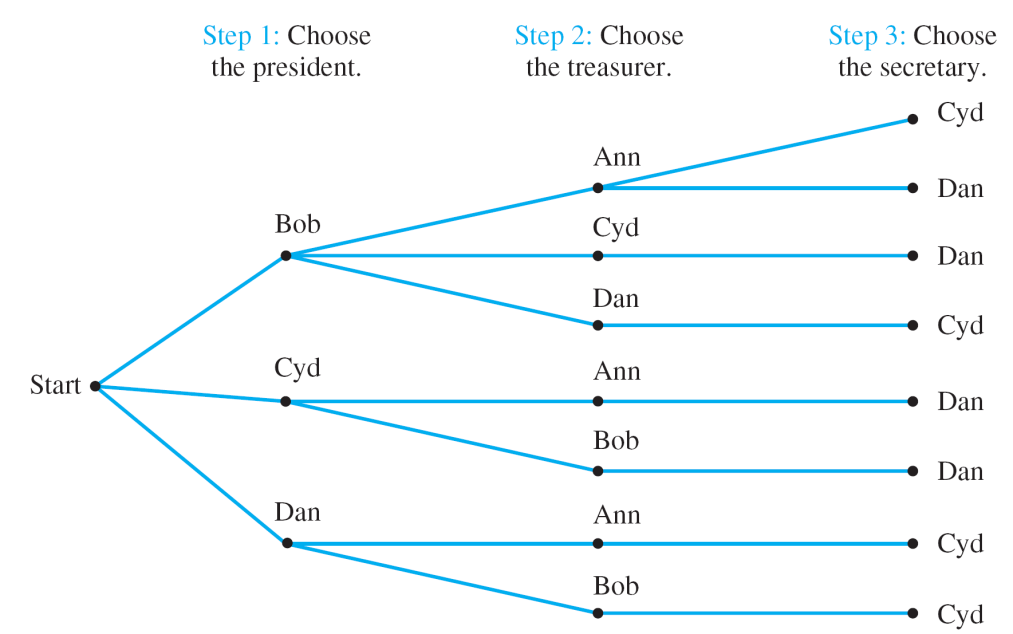 Step 1: Choose
the president.
Step 2: Choose
the treasurer.
Step 3: Choose
the secretary.
Cyd
Ann
Dan
Bob
Cyd
Dan
Dan
Cyd
Cyd
Ann
Start
Dan
Bob
Dan
Dan
Ann
Cyd
Bob
Cyd